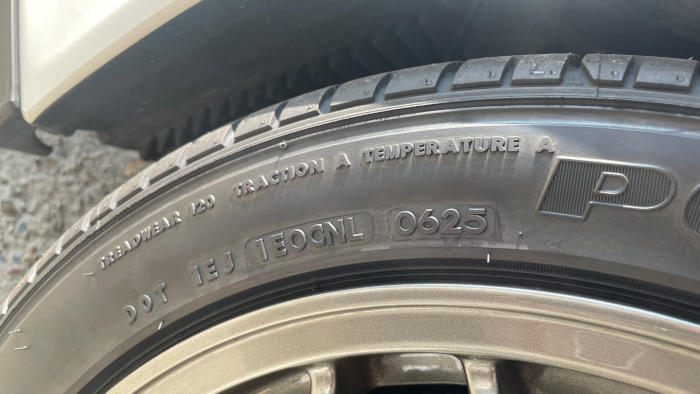 TREADWEAR 120 TRACTION A TEMPERATURE A
DOT 1EJ 1EOCNL 0625